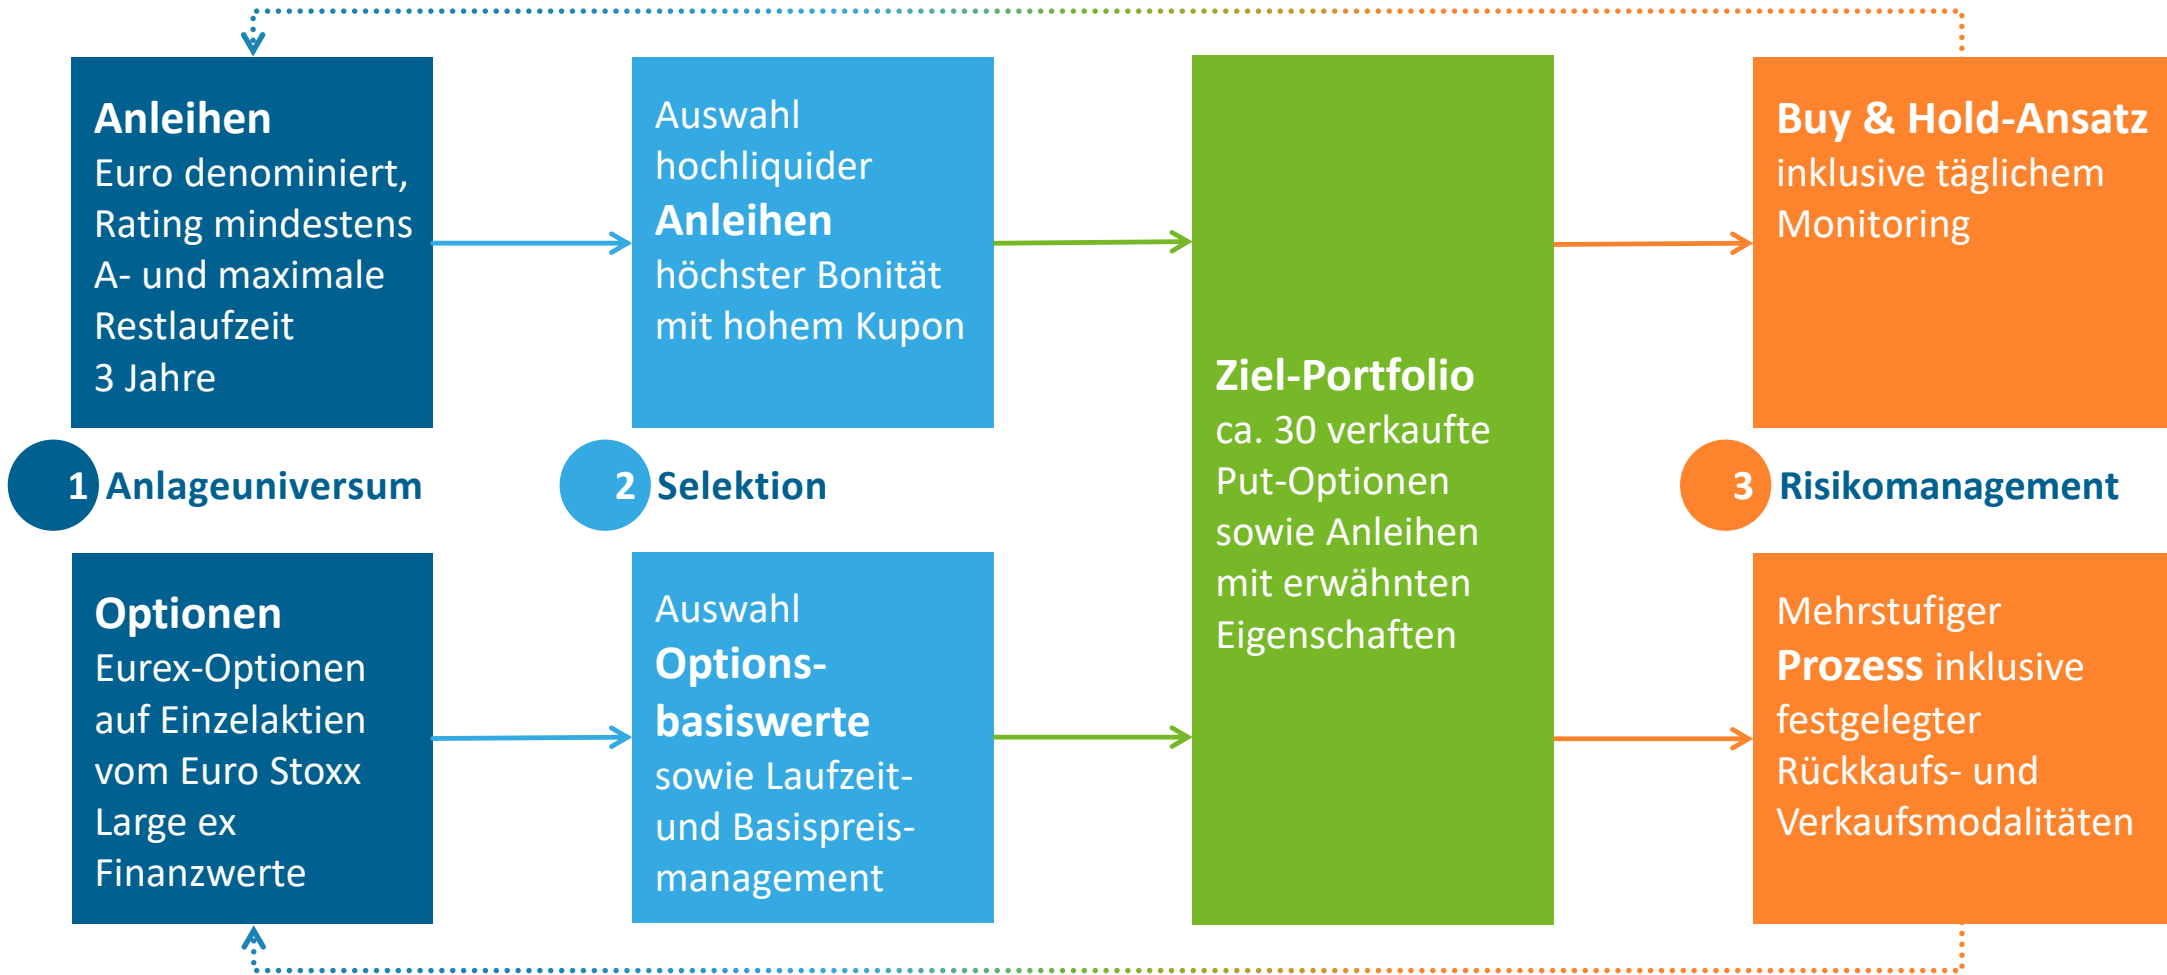 Anleihen
Euro denominiert,
Rating mindestens
A- und maximale
Restlaufzeit
3 Jahre
Auswahl
hochliquider
Anleihen
höchster Bonität
mit hohem Kupon
Ziel-Portfolio
ca. 30 verkaufte
Put-Optionen
sowie Anleihen
mit erwähnten
Eigenschaften
Buy & Hold-Ansatz
inklusive täglichem
Monitoring
1 Anlageuniversum
2 Selektion
3 Risikomanagement
Optionen
Eurex-Optionen
auf Einzelaktien
vom Euro Stoxx
Large ex
Finanzwerte
Auswahl
Options-
basiswerte
sowie Laufzeit-
und Basispreis-
management
Mehrstufiger
Prozess inklusive
festgelegter
Rückkaufs- und
Verkaufsmodalitäten